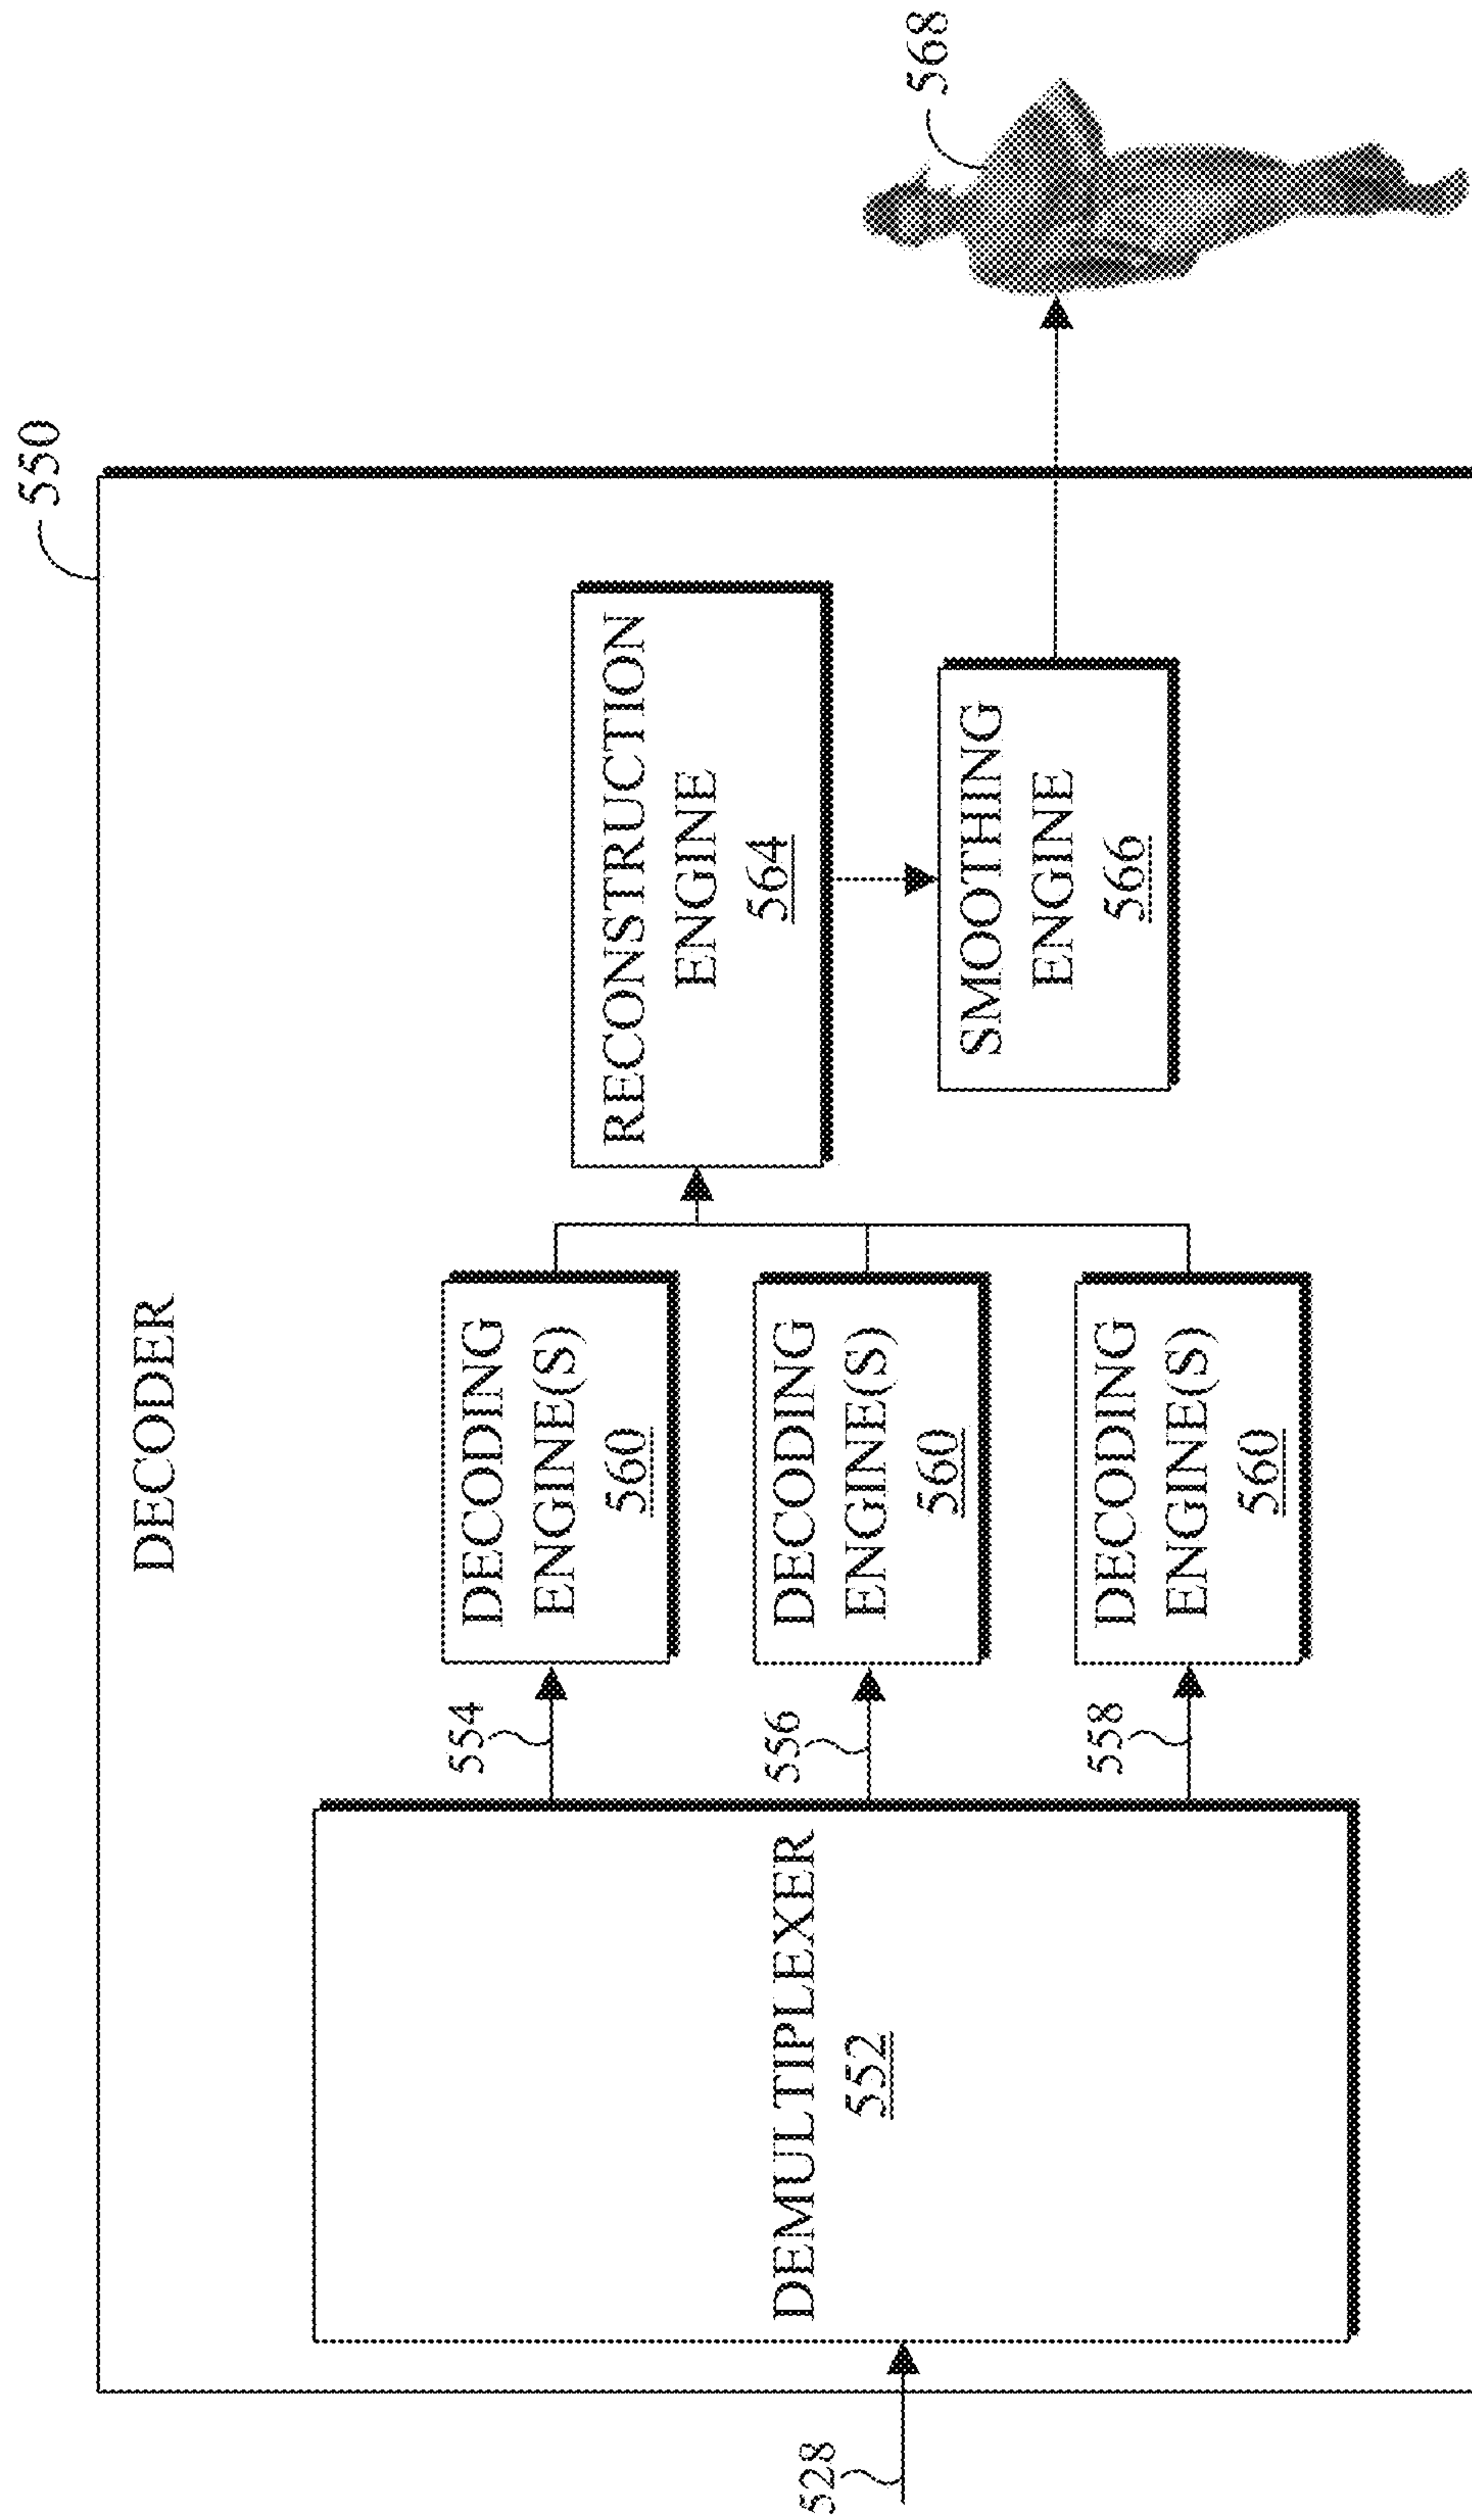 550
DECODER
528
DEMULTIPLEXER
552
554
DECODING
ENGINE(S)
560
556
DECODING
ENGINE(S)
560
558
DECODING
ENGINE(S)
560
RECONSTRUCTION
ENGINE
564
SMOOTHING
ENGINE
566
568